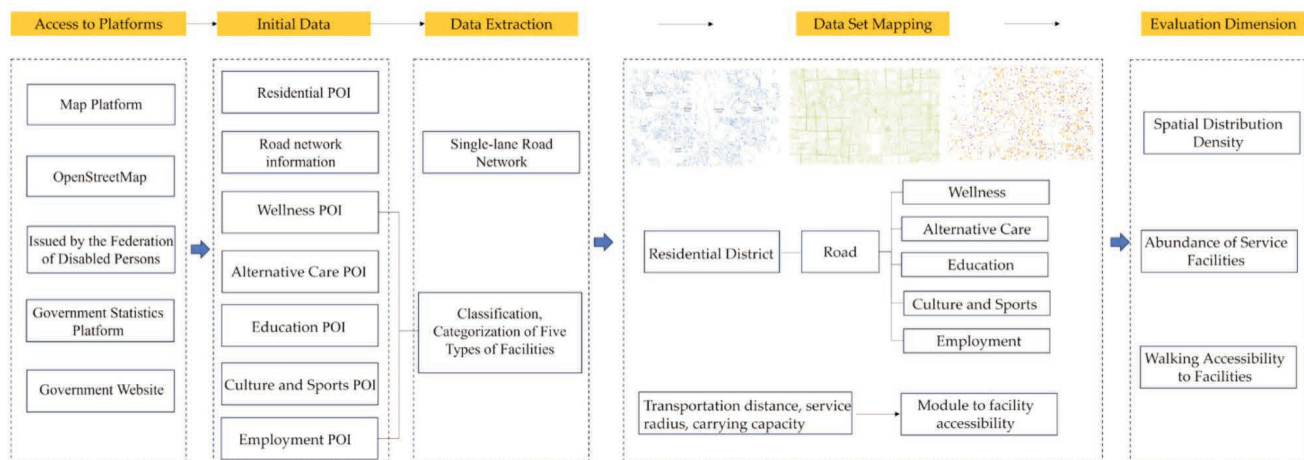 Access to Platforms
Initial Data
Data Extraction
Data Set Mapping
Evaluation Dimension
Map Platform
OpenStreetMap
Issued by the Federation
of Disabled Persons
Government Statistics
Platform
Government Website
Residential POI
Road network
information
Wellness POI
Alternative Care POI
Education POI
Culture and Sports POI
Employment POI
Single-lane Road
Network
Classification,
Categorization of Five
Types of Facilities
Residential District
Road
Wellness
Alternative Care
Education
Culture and Sports
Employment
Transportation distance, service
radius, carrying capacity
Module to facility
accessibility
Spatial Distribution
Density
Abundance of Service
Facilities
Walking Accessibility
to Facilities